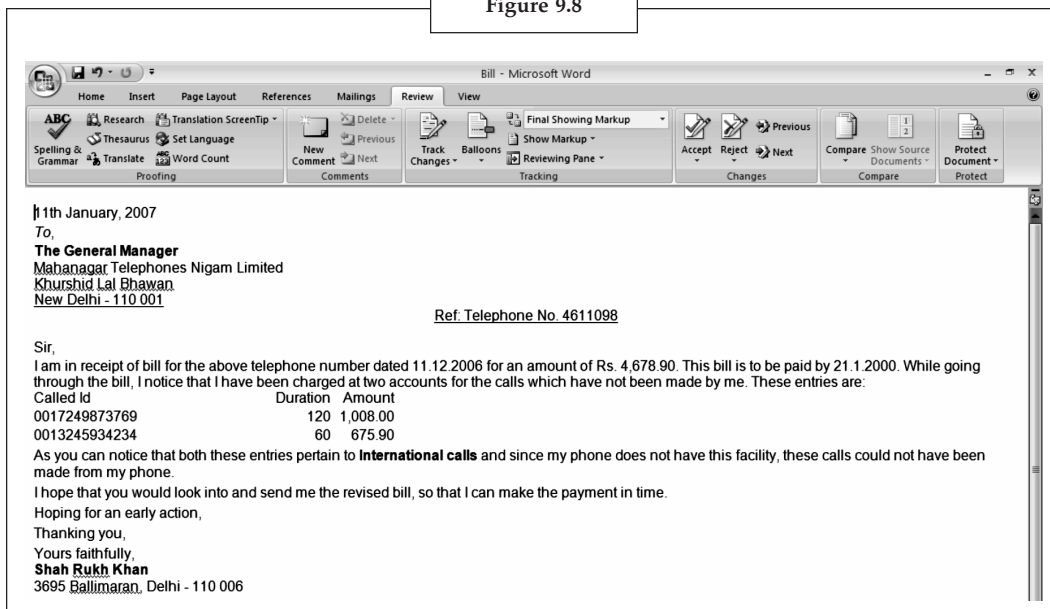 Figure 9.8
Bill - Microsoft Word
Home Insert Page Layout References Mailings Review View
ABC Research Translation ScreenTip Delete Final Showing Markup Previous
Thesaurus Set Language Previous Show Markup
Spelling & Grammar Translate Word Count New Comment Next Track Changes Balloons Reviewing Pane Accept Reject Next Compare Show Source Documents Protect Document
Proofing Comments Tracking Changes Compare Protect
11th January, 2007
To,
The General Manager
Mahanagar Telephones Nigam Limited
Khurshid Lal Bhawan
New Delhi - 110 001
Ref: Telephone No. 4611098
Sir,
I am in receipt of bill for the above telephone number dated 11.12.2006 for an amount of Rs. 4,678.90. This bill is to be paid by 21.1.2000. While going
through the bill, I notice that I have been charged at two accounts for the calls which have not been made by me. These entries are:
Called Id Duration Amount
0017249873769 120 1,008.00
0013245934234 60 675.90
As you can notice that both these entries pertain to International calls and since my phone does not have this facility, these calls could not have been
made from my phone.
I hope that you would look into and send me the revised bill, so that I can make the payment in time.
Hoping for an early action,
Thanking you,
Yours faithfully,
Shah Rukh Khan
3695 Ballimaran, Delhi - 110 006